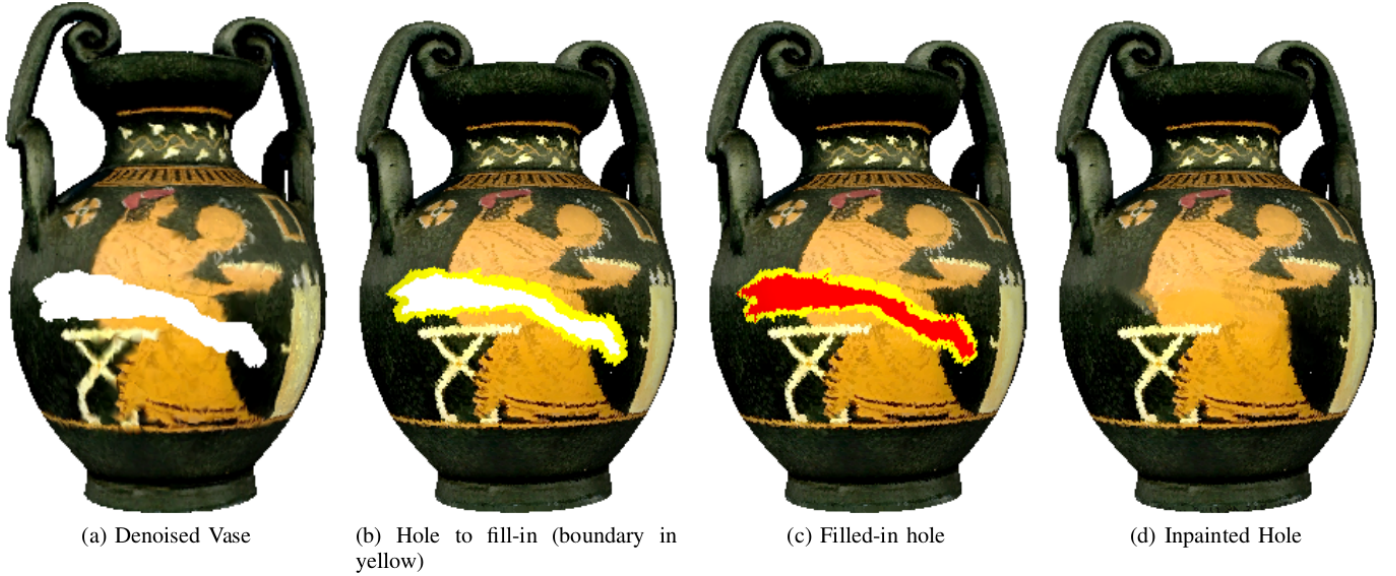 (a) Denoised Vase
(b) Hole to fill-in (boundary in
yellow)
(c) Filled-in hole
(d) Inpainted Hole